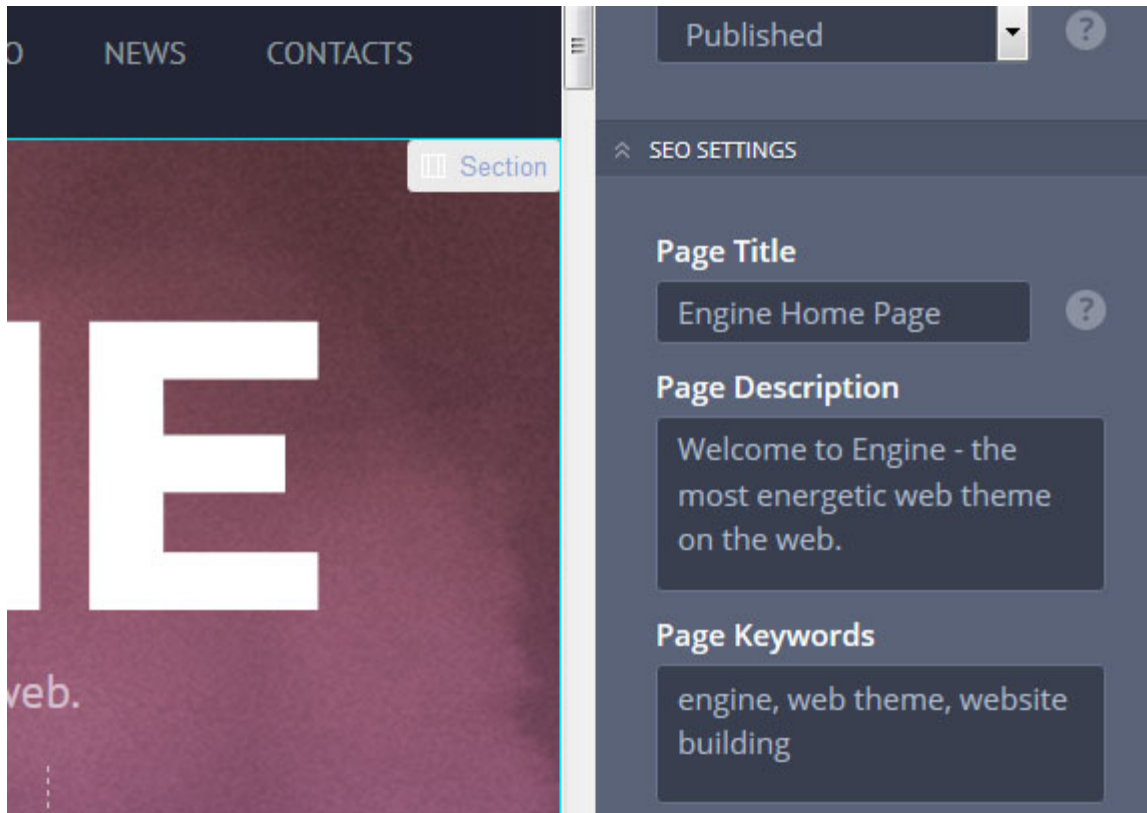 O NEWS CONTACTS
Section
NE
web.
Published
?
SEO SETTINGS
Page Title
Engine Home Page
?
Page Description
Welcome to Engine - the
most energetic web theme
on the web.
Page Keywords
engine, web theme, website
building